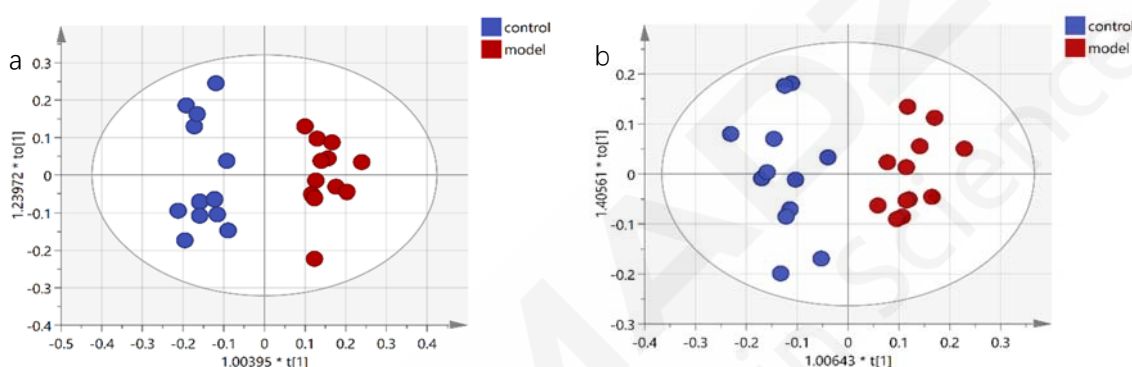 a
control
model
0.3
0.2
0.1
0
-0.1
-0.2
-0.3
-0.4
1.23972 * to[1]
-0.5 -0.4 -0.3 -0.2 -0.1 0 0.1 0.2 0.3 0.4
1.00395 * t[1]
b
control
model
0.2
0.1
0
-0.1
-0.2
-0.3
1.40561 * to[1]
-0.4 -0.3 -0.2 -0.1 0 0.1 0.2 0.3
1.00643 * t[1]
in Science